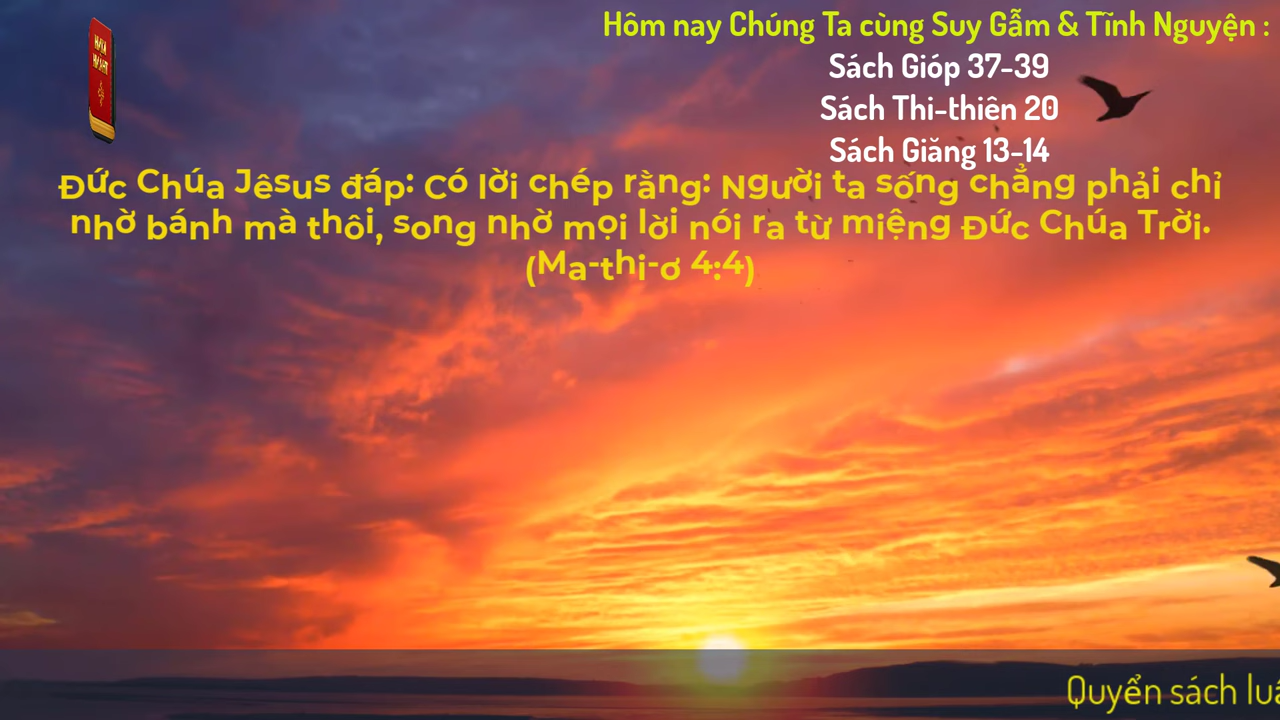 KINH
THÁNH
Hôm nay Chúng Ta cùng Suy Gẫm & Tĩnh Nguyện :
Sách Gióp 37-39
Sách Thi-thiên 20
Sách Giăng 13-14
Đức Chúa Jêsus đáp: Có lời chép rằng: Người ta sống chẳng phải chỉ
nhờ bánh mà thôi, song nhờ mọi lời nói ra từ miệng Đức Chúa Trời.
(Ma-thi-ơ 4:4)
Quyển sách